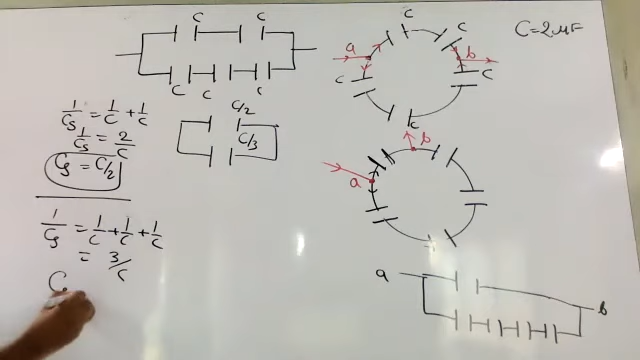 C C
C C C
1/Cs = 1/C + 1/C
1/Cs = 2/C
Cs = C/2
1/Cs = 1/C + 1/C + 1/C
= 3/C
C
C/2
C/3
C = 2μF
C C
a b
C C
C
b
a
a
b